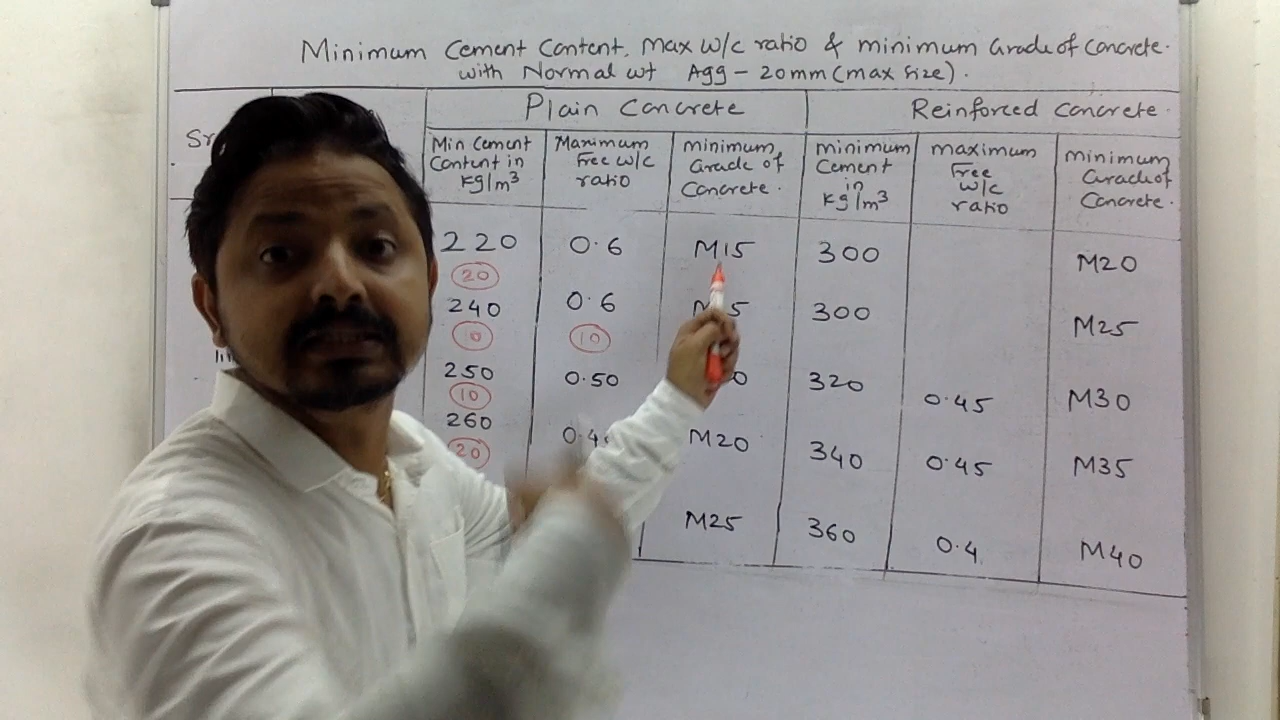 Minimum Cement Content, Max w/c ratio & minimum Grade of Concrete.
with Normal wt Agg - 20mm (max size).
Sr
Plain Concrete
Reinforced Concrete.
Min Cement
Content in
kg/m³
Maximum
Free w/c
ratio
minimum
Grade of
Concrete.
minimum
Cement
in
kg/m³
maximum
Free
w/c
ratio
minimum
Grade of
Concrete.
220 0.6 M15 300 M20
20
240 0.6 300 M25
10 10
250 0.50 320 0.45 M30
10
260 M20 340 0.45 M35
20
M25 360 0.4 M40